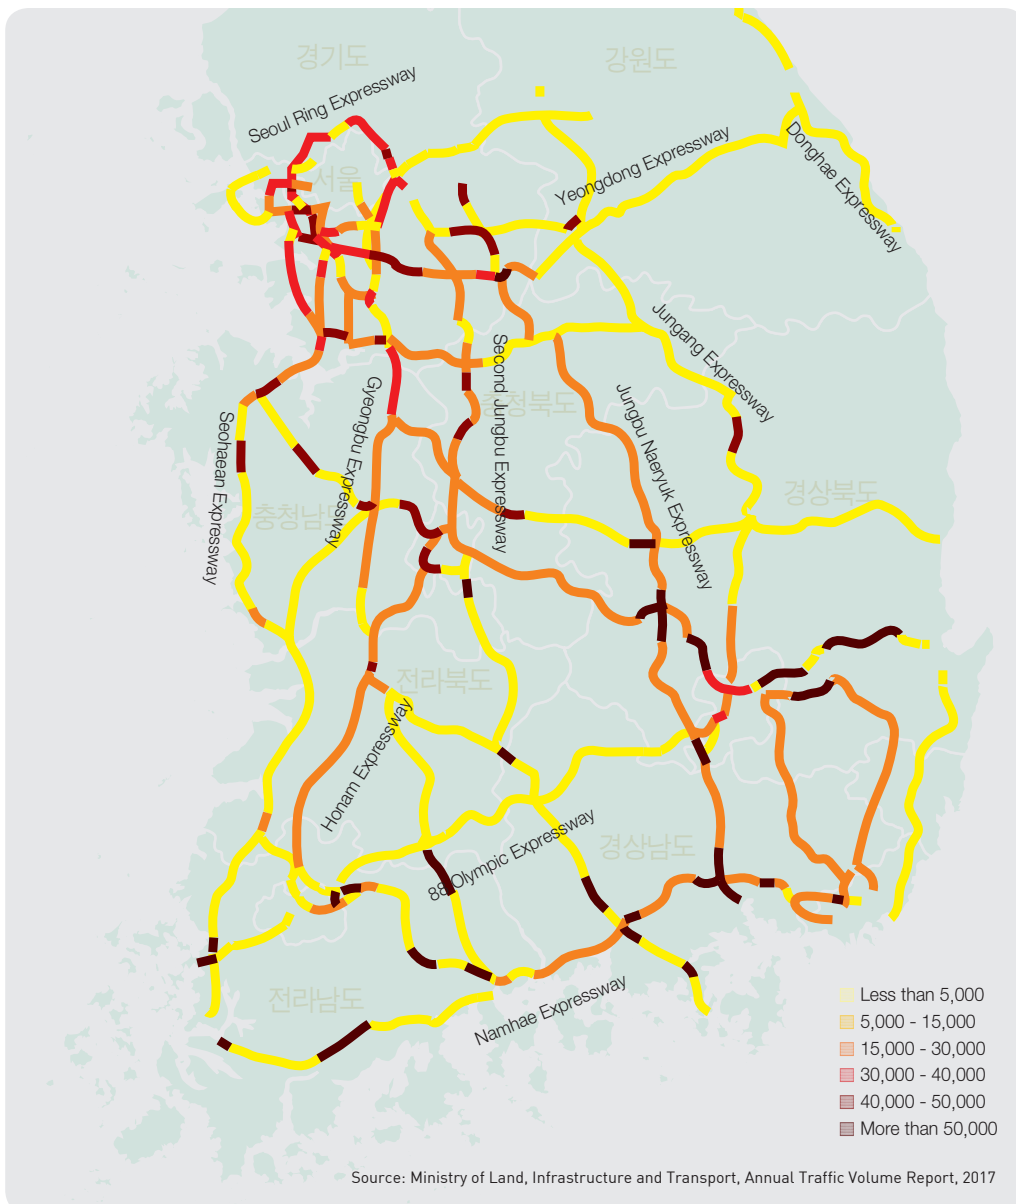 경기도
강원도
Seoul Ring Expressway
서울
Yeongdong Expressway
Donghae Expressway
Jungang Expressway
Second Jungbu Expressway
충청북도
Jungbu Naeryuk Expressway
Gyeongbu Expressway
Seohaean Expressway
경상북도
충청남도
전라북도
Honam Expressway
88 Olympic Expressway
경상남도
전라남도
Namhae Expressway
Less than 5,000
5,000 - 15,000
15,000 - 30,000
30,000 - 40,000
40,000 - 50,000
More than 50,000
Source: Ministry of Land, Infrastructure and Transport, Annual Traffic Volume Report, 2017